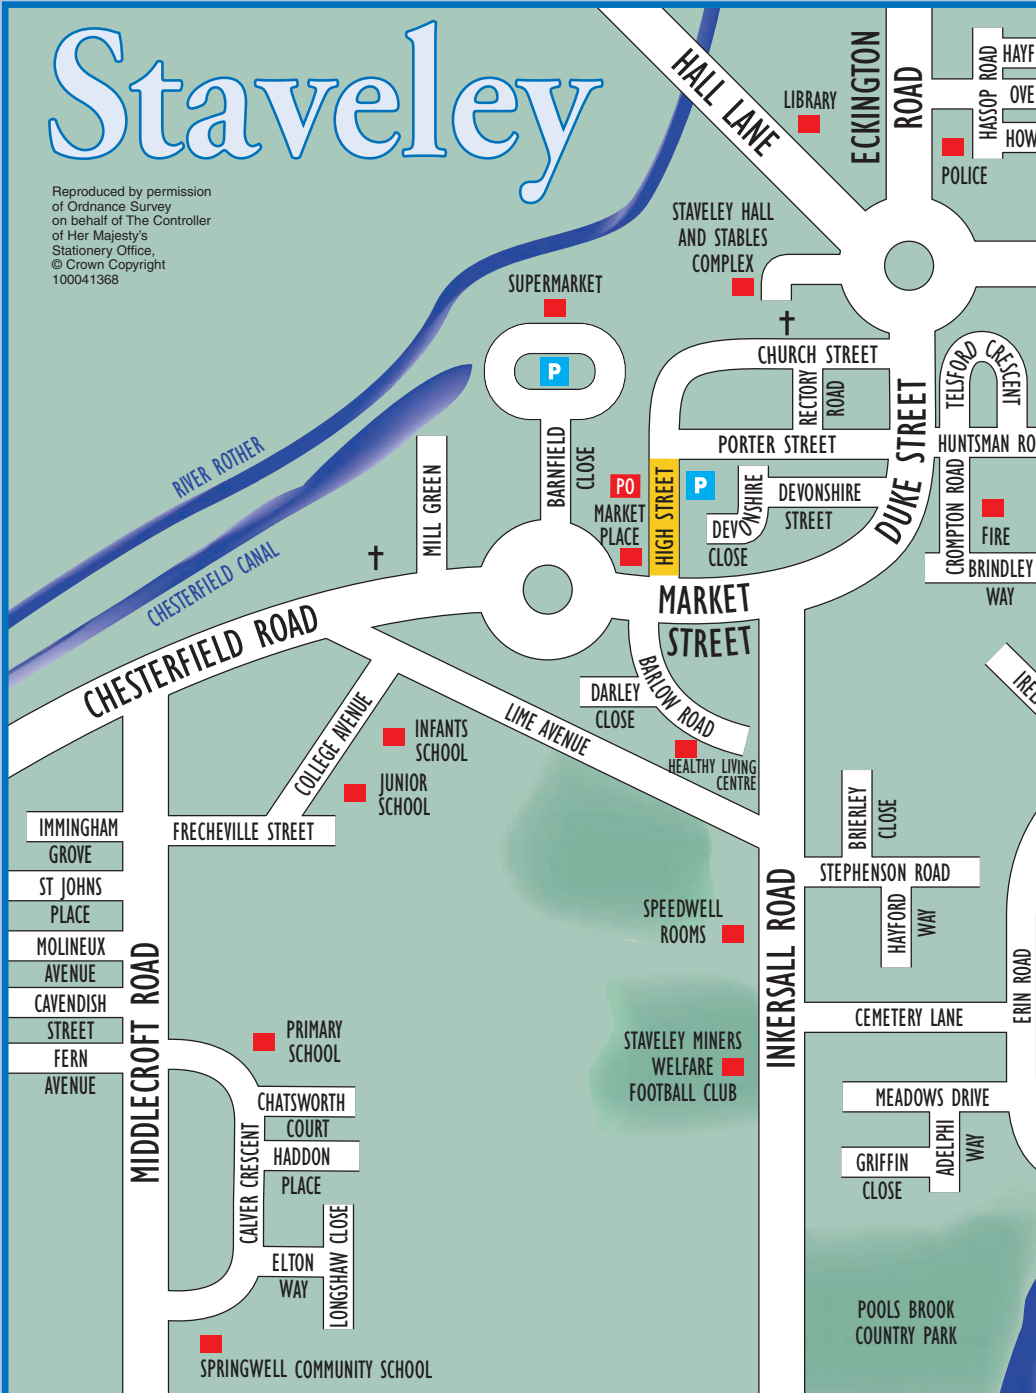 Staveley
Reproduced by permission
of Ordnance Survey
on behalf of The Controller
of Her Majesty's
Stationery Office,
© Crown Copyright
100041368
HALL LANE
LIBRARY
ECKINGTON
ROAD
HASSOP ROAD
HAYF
OVE
HOW
POLICE
STAVELEY HALL
AND STABLES
COMPLEX
SUPERMARKET
P
CHURCH STREET
RECTORY
ROAD
TELSFORD CRESCENT
PORTER STREET
DUKE STREET
HUNTSMAN RO
RIVER ROTHER
CHESTERFIELD CANAL
MILL GREEN
BARNFIELD
CLOSE
PO
MARKET
PLACE
HIGH STREET
P
DEVONSHIRE
CLOSE
DEVONSHIRE
STREET
CROMPTON ROAD
FIRE
BRINDLEY
WAY
MARKET
STREET
CHESTERFIELD ROAD
BARLOW ROAD
DARLEY
CLOSE
IREL
COLLEGE AVENUE
LIME AVENUE
INFANTS
SCHOOL
JUNIOR
SCHOOL
HEALTHY LIVING
CENTRE
IMMINGHAM
GROVE
FRECHEVILLE STREET
BRIERLEY
CLOSE
ST JOHNS
PLACE
STEPHENSON ROAD
HAYFORD
WAY
MOLINEUX
AVENUE
SPEEDWELL
ROOMS
MIDDLECROFT ROAD
INKERSALL ROAD
ERIN ROAD
CAVENDISH
STREET
CEMETERY LANE
FERN
AVENUE
PRIMARY
SCHOOL
STAVELEY MINERS
WELFARE
FOOTBALL CLUB
CHATSWORTH
COURT
MEADOWS DRIVE
CALVER CRESCENT
HADDON
PLACE
ADELPHI
WAY
GRIFFIN
CLOSE
ELTON
WAY
LONGSHAW CLOSE
POOLS BROOK
COUNTRY PARK
SPRINGWELL COMMUNITY SCHOOL